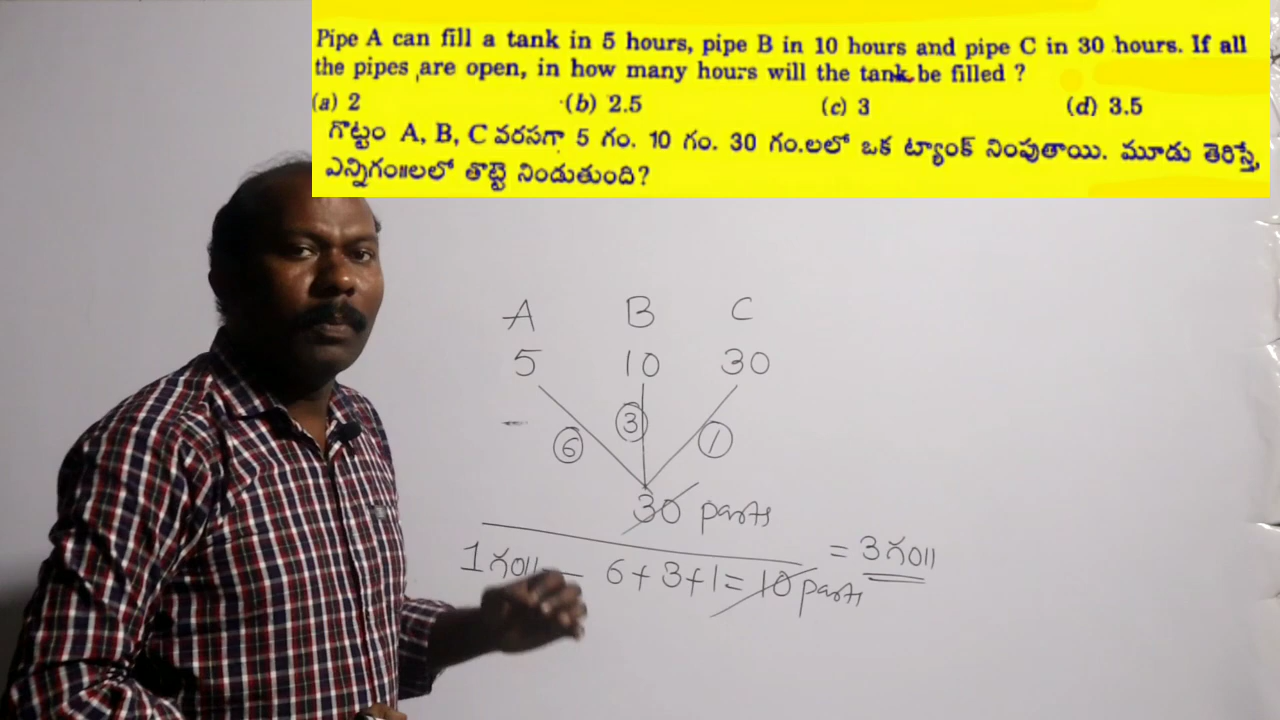 Pipe A can fill a tank in 5 hours, pipe B in 10 hours and pipe C in 30 hours. If all
the pipes are open, in how many hours will the tank be filled ?
(a) 2 (b) 2.5 (c) 3 (d) 3.5
గొట్టం A, B, C వరసగా 5 గం. 10 గం. 30 గం.లలో ఒక ట్యాంక్ నింపుతాయి. మూడు తెరిస్తే,
ఎన్నిగం॥లలో తొట్టె నిండుతుంది?
A B C
5 10 30
6 3 1
30 parts
1 గం॥ — 6+3+1= 10 parts = 3 గం॥